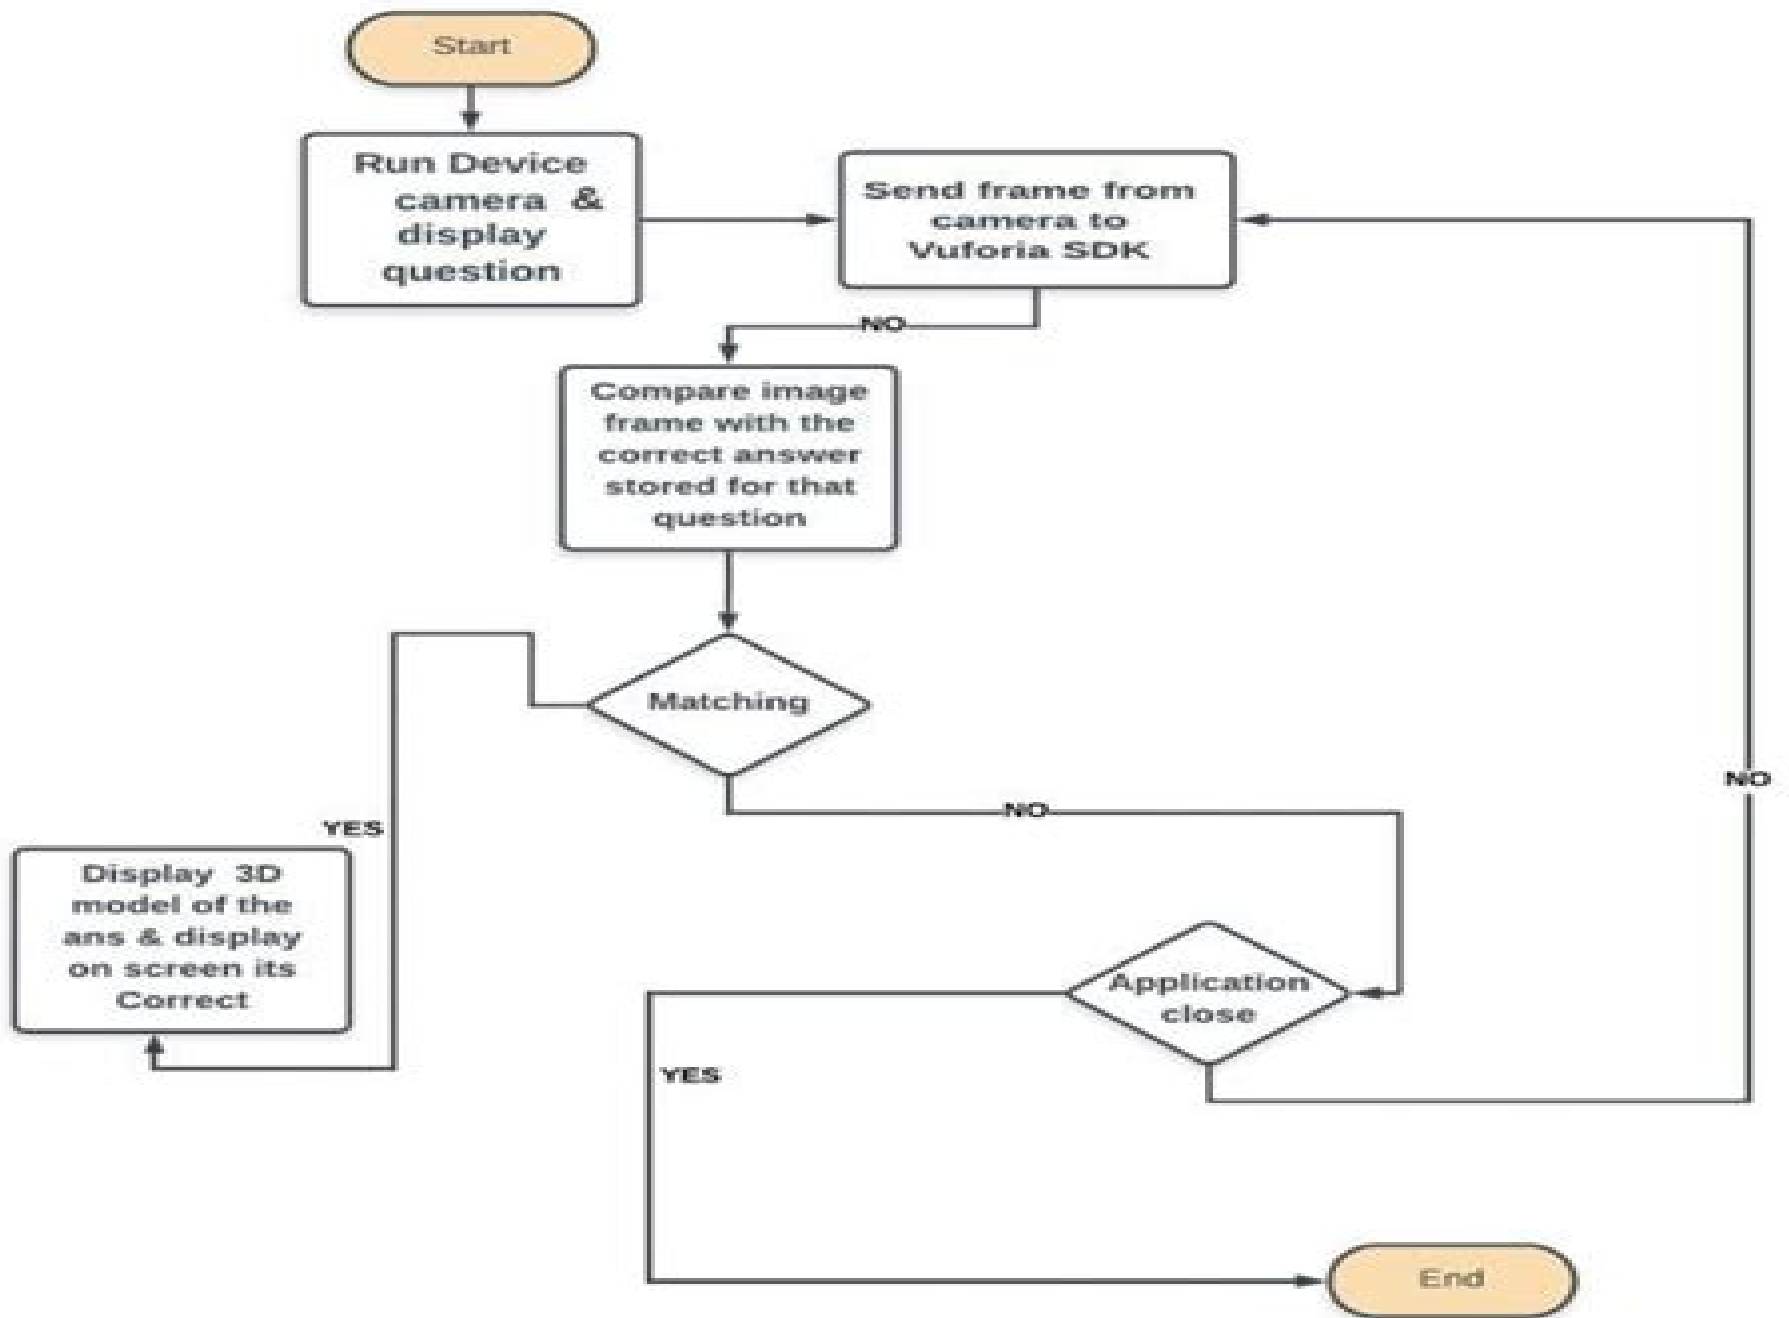 Start
Run Device
camera &
display
question
Send frame from
camera to
Vuforia SDK
NO
Compare image
frame with the
correct answer
stored for that
question
Matching
NO
NO
YES
Display 3D
model of the
ans & display
on screen its
Correct
Application
close
YES
End